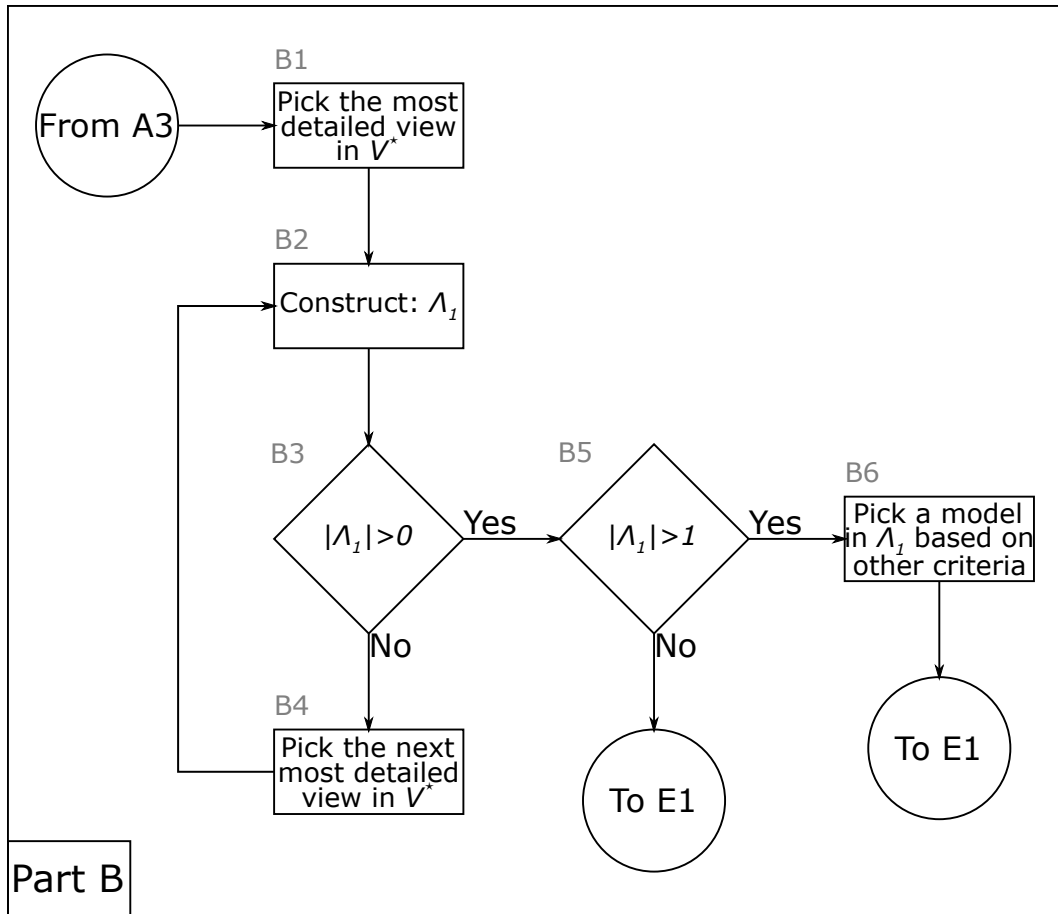 B1
From A3
Pick the most
detailed view
in V*
B2
Construct: Λ₁
B3
|Λ₁|>0
Yes
No
B5
|Λ₁|>1
Yes
No
B6
Pick a model
in Λ₁ based on
other criteria
B4
Pick the next
most detailed
view in V*
To E1
To E1
Part B